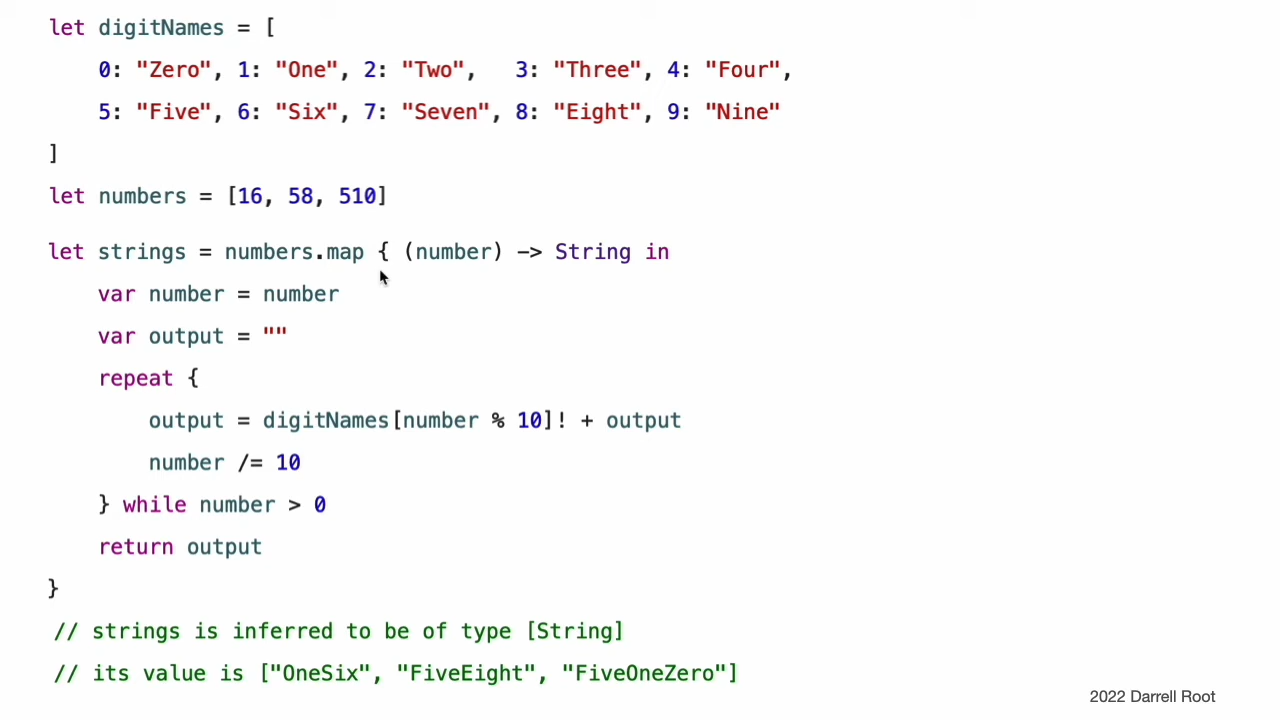 let digitNames = [
    0: "Zero", 1: "One", 2: "Two",   3: "Three", 4: "Four",
    5: "Five", 6: "Six", 7: "Seven", 8: "Eight", 9: "Nine"
]
let numbers = [16, 58, 510]
let strings = numbers.map { (number) -> String in
    var number = number
    var output = ""
    repeat {
        output = digitNames[number % 10]! + output
        number /= 10
    } while number > 0
    return output
}
// strings is inferred to be of type [String]
// its value is ["OneSix", "FiveEight", "FiveOneZero"]
2022 Darrell Root